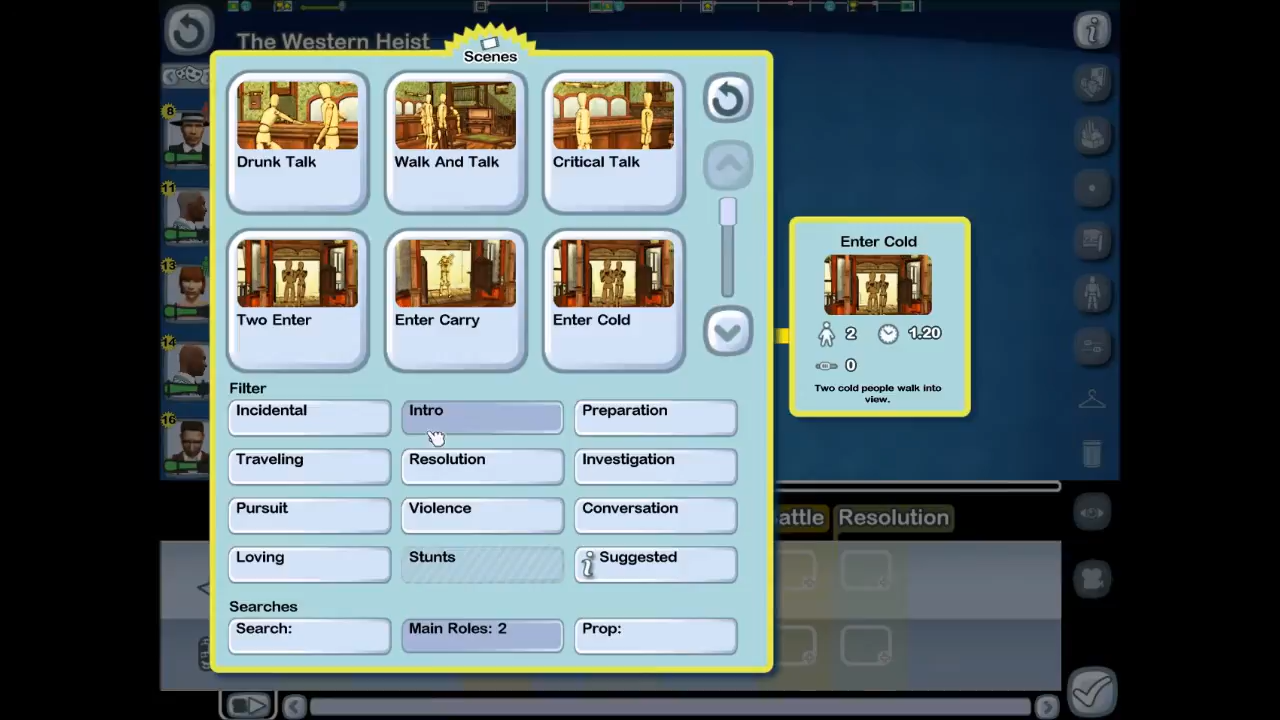 The Western Heist
Scenes
Drunk Talk
Walk And Talk
Critical Talk
Two Enter
Enter Carry
Enter Cold
Filter
Incidental
Intro
Preparation
Traveling
Resolution
Investigation
Pursuit
Violence
Conversation
Loving
Stunts
Suggested
Searches
Search:
Main Roles: 2
Prop:
Enter Cold
2
1.20
0
Two cold people walk into
view.
8
11
13
14
16
attle
Resolution